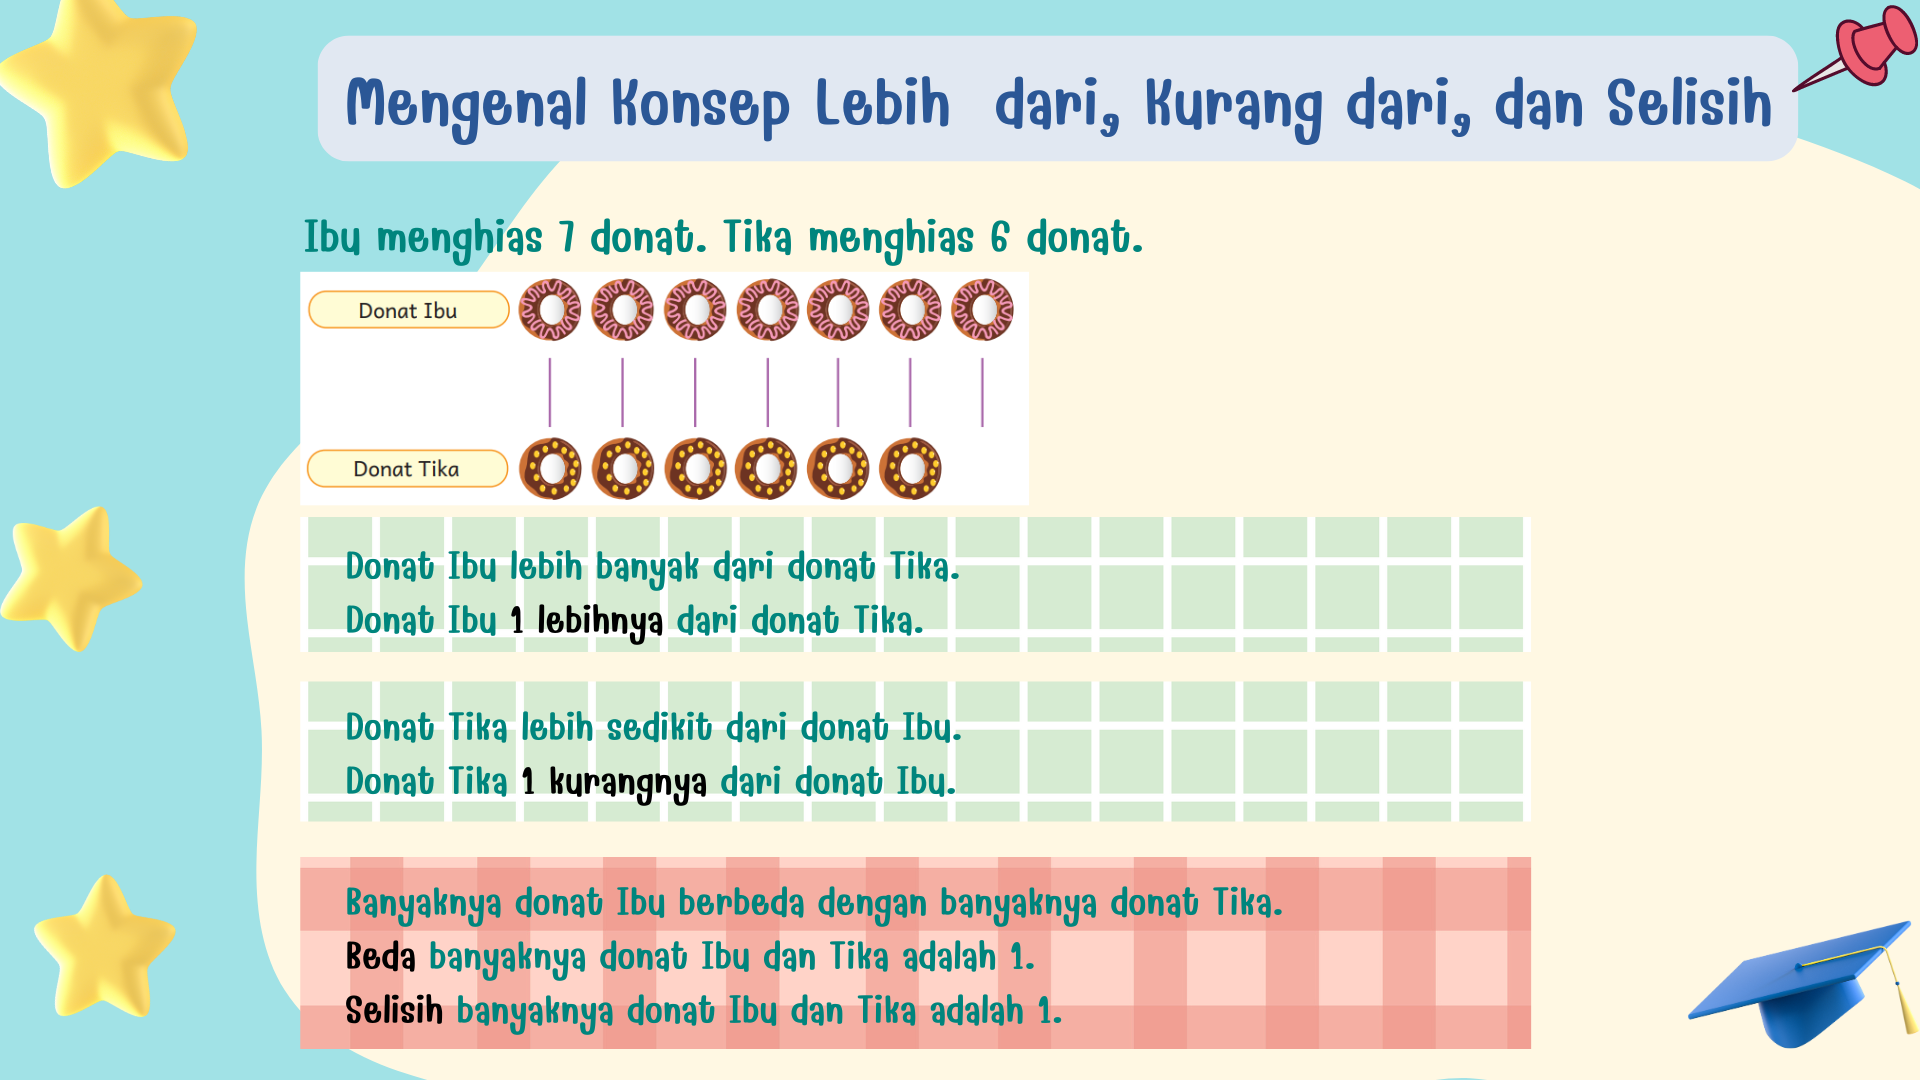 Mengenal Konsep Lebih dari, Kurang dari, dan Selisih
Ibu menghias 7 donat. Tika menghias 6 donat.
Donat Ibu
Donat Tika
Donat Ibu lebih banyak dari donat Tika.
Donat Ibu 1 lebihnya dari donat Tika.
Donat Tika lebih sedikit dari donat Ibu.
Donat Tika 1 kurangnya dari donat Ibu.
Banyaknya donat Ibu berbeda dengan banyaknya donat Tika.
Beda banyaknya donat Ibu dan Tika adalah 1.
Selisih banyaknya donat Ibu dan Tika adalah 1.